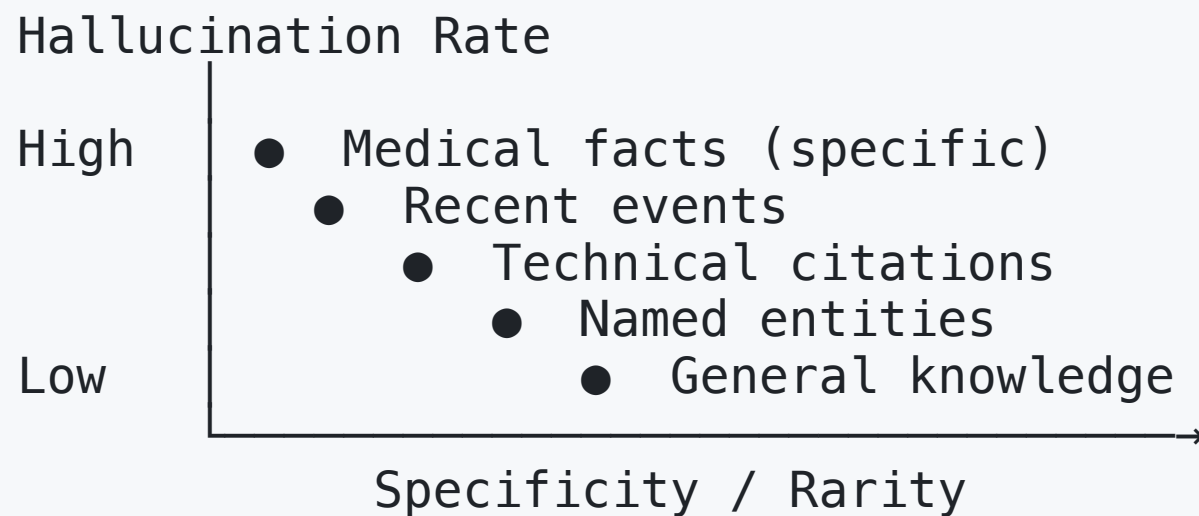 Hallucination Rate
High ● Medical facts (specific)
● Recent events
● Technical citations
● Named entities
Low ● General knowledge
Specificity / Rarity